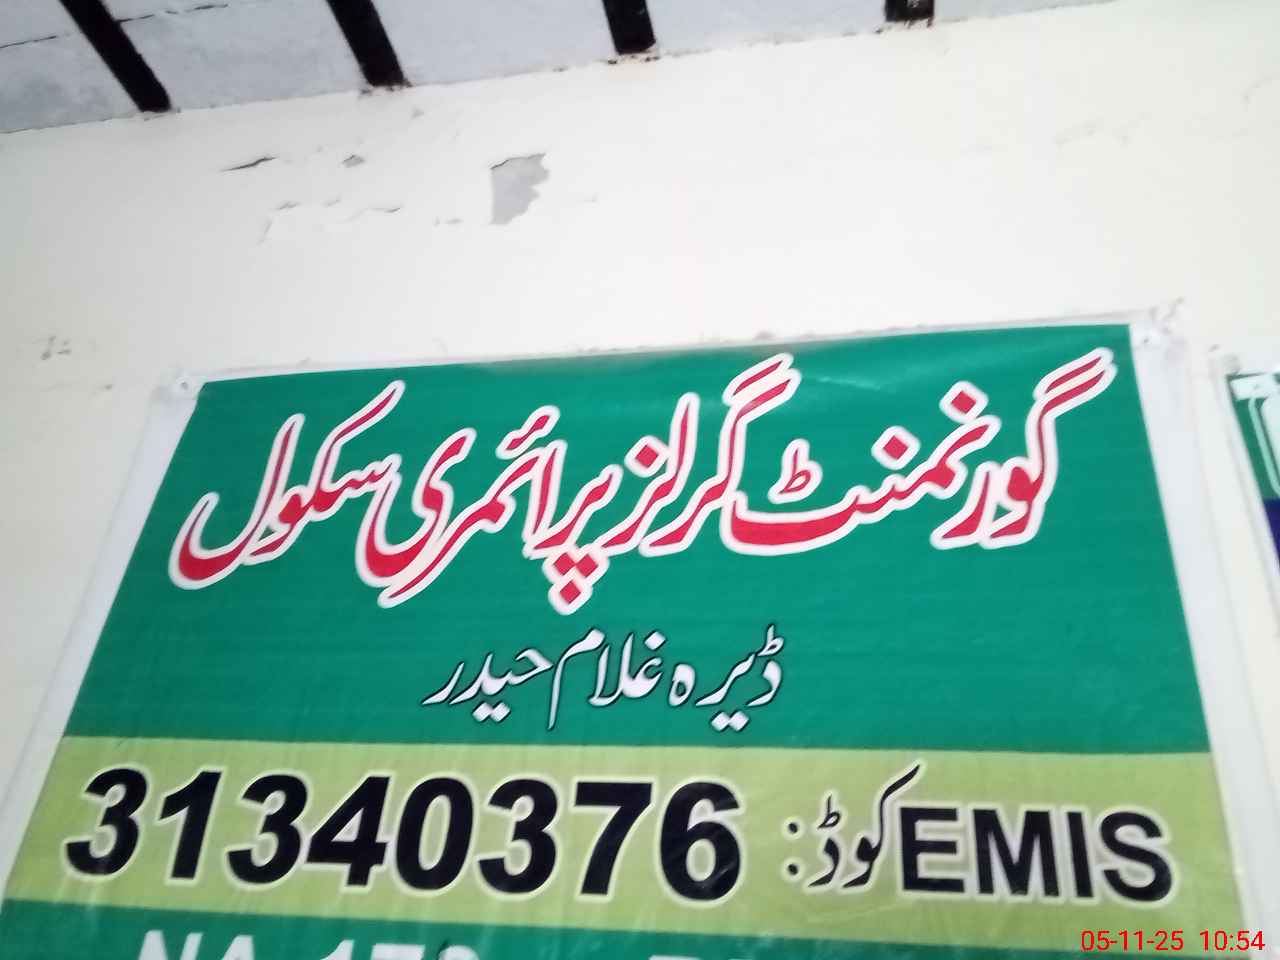 گورنمنٹ گرلز پرائمری سکول
ڈیرہ غلام حیدر
EMIS کوڈ: 31340376
05-11-25 10:54